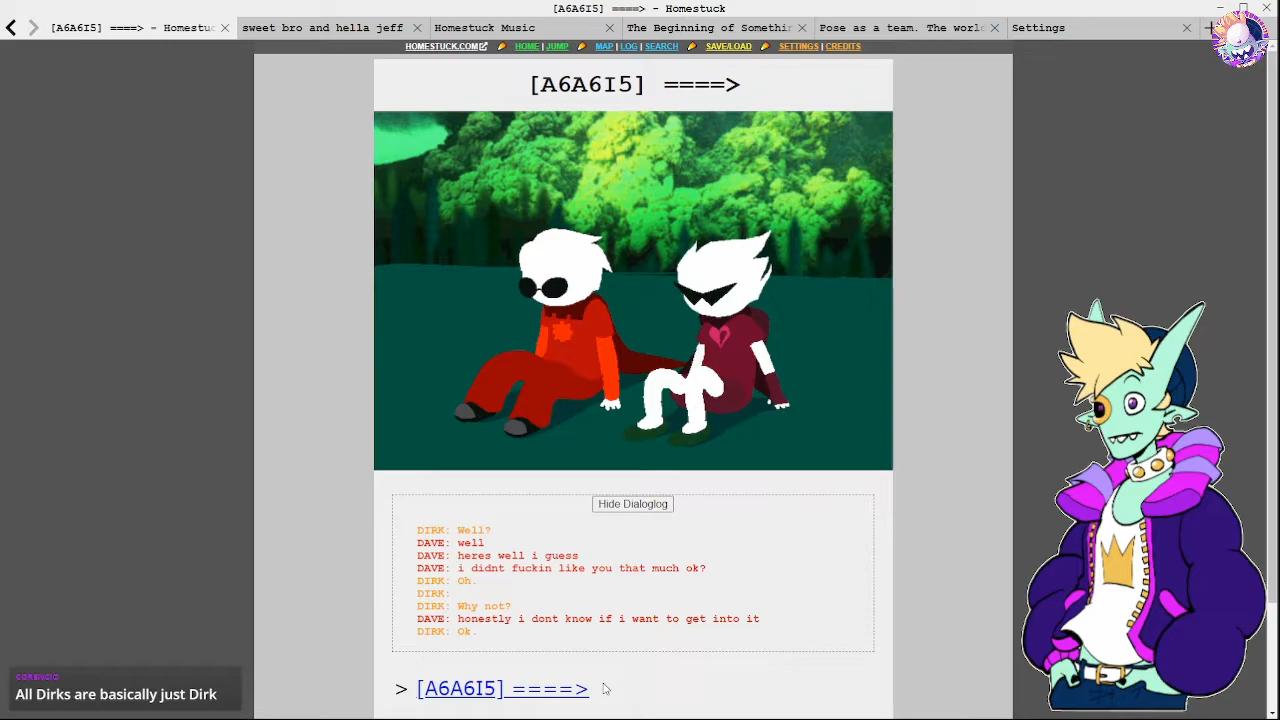 [A6A6I5] ====> - Homestuck
[A6A6I5] ====> - Homestuc
sweet bro and hella jeff
Homestuck Music
The Beginning of Somethin
Pose as a team. The worl
Settings
HOMESTUCK.COM
HOME | JUMP
MAP | LOG | SEARCH
SAVE/LOAD
SETTINGS | CREDITS
[A6A6I5] ====>
Hide Dialoglog
DIRK: Well?
DAVE: well
DAVE: heres well i guess
DAVE: i didnt fuckin like you that much ok?
DIRK: Oh.
DIRK:
DIRK: Why not?
DAVE: honestly i dont know if i want to get into it
DIRK: Ok.
> [A6A6I5] ====>
All Dirks are basically just Dirk